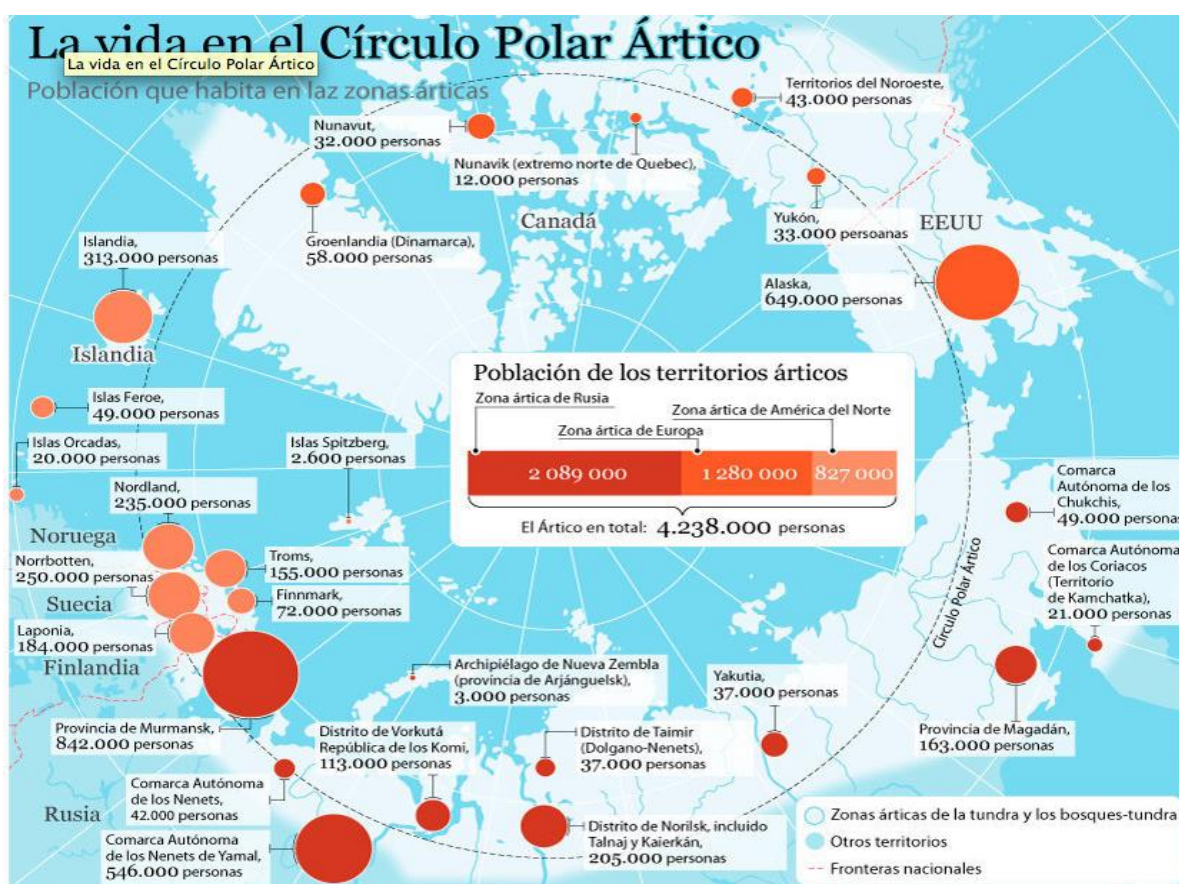 La vida en el Círculo Polar Ártico
La vida en el Círculo Polar Ártico
Población que habita en laz zonas árticas
Territorios del Noroeste,
43.000 personas
Nunavut,
32.000 personas
Nunavik (extremo norte de Quebec),
12.000 personas
Canadá
Yukón,
33.000 persoanas
EEUU
Alaska,
649.000 personas
Groenlandia (Dinamarca),
58.000 personas
Islandia,
313.000 personas
Islandia
Islas Feroe,
49.000 personas
Islas Orcadas,
20.000 personas
Islas Spitzberg,
2.600 personas
Nordland,
235.000 personas
Noruega
Norrbotten,
250.000 personas
Troms,
155.000 personas
Suecia
Finnmark,
72.000 personas
Laponia,
184.000 personas
Finlandia
Población de los territorios árticos
Zona ártica de Rusia
Zona ártica de América del Norte
Zona ártica de Europa
2 089 000
1 280 000
827 000
El Ártico en total: 4.238.000 personas
Comarca
Autónoma de los
Chukchis,
49.000 personas
Comarca Autónoma
de los Coriacos
(Territorio
de Kamchatka),
21.000 personas
Círculo Polar Ártico
Provincia de Murmansk,
842.000 personas
Archipiélago de Nueva Zembla
(província de Arjánguelsk),
3.000 personas
Yakutia,
37.000 personas
Provincia de Magadán,
163.000 personas
Distrito de Vorkutá
República de los Komi,
113.000 personas
Distrito de Taimir
(Dolgano-Nenets),
37.000 personas
Comarca Autónoma
de los Nenets,
42.000 personas
Rusia
Comarca Autónoma
de los Nenets de Yamal,
546.000 personas
Distrito de Norilsk, incluido
Talnaj y Kaierkán,
205.000 personas
Zonas árticas de la tundra y los bosques-tundra
Otros territorios
Fronteras nacionales